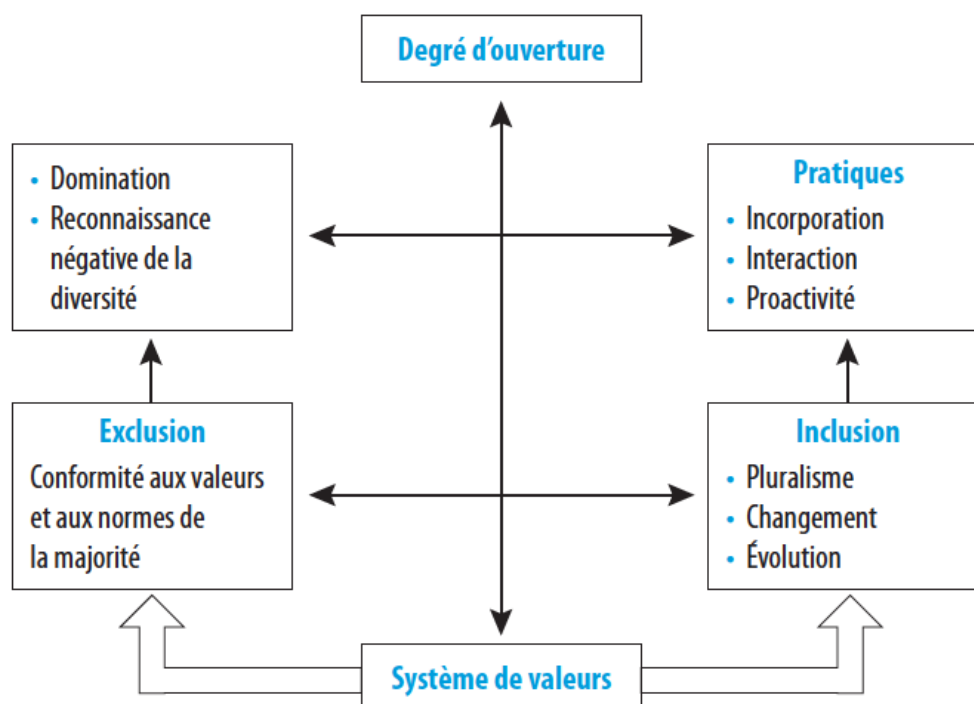 Degré d’ouverture
• Domination
• Reconnaissance
négative de la
diversité
Pratiques
• Incorporation
• Interaction
• Proactivité
Exclusion
Conformité aux valeurs
et aux normes de
la majorité
Inclusion
• Pluralisme
• Changement
• Évolution
Système de valeurs